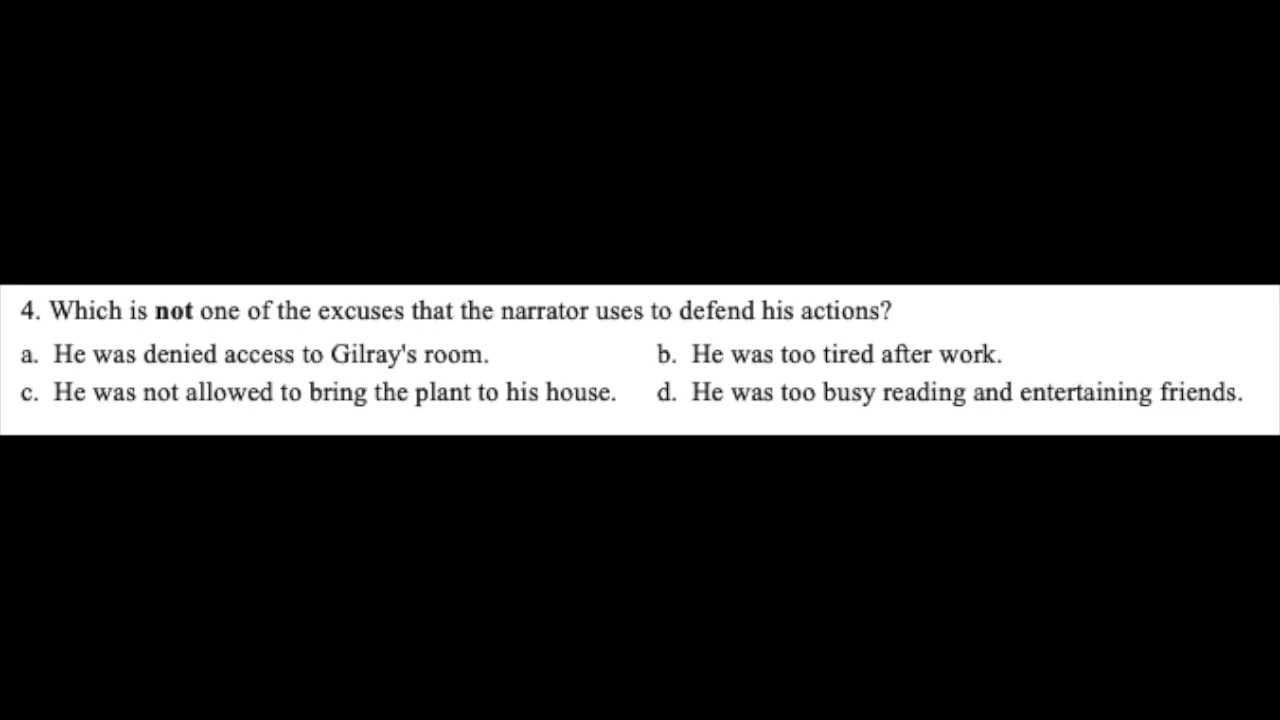 4. Which is not one of the excuses that the narrator uses to defend his actions?
a. He was denied access to Gilray's room. b. He was too tired after work.
c. He was not allowed to bring the plant to his house. d. He was too busy reading and entertaining friends.